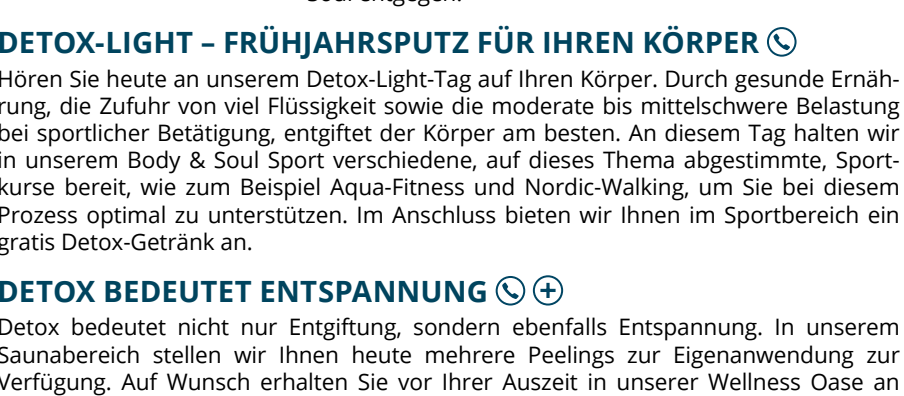 Soul entgegen.
DETOX-LIGHT – FRÜHJAHRSPUTZ FÜR IHREN KÖRPER
Hören Sie heute an unserem Detox-Light-Tag auf Ihren Körper. Durch gesunde Ernäh-
rung, die Zufuhr von viel Flüssigkeit sowie die moderate bis mittelschwere Belastung
bei sportlicher Betätigung, entgiftet der Körper am besten. An diesem Tag halten wir
in unserem Body & Soul Sport verschiedene, auf dieses Thema abgestimmte, Sport-
kurse bereit, wie zum Beispiel Aqua-Fitness und Nordic-Walking, um Sie bei diesem
Prozess optimal zu unterstützen. Im Anschluss bieten wir Ihnen im Sportbereich ein
gratis Detox-Getränk an.
DETOX BEDEUTET ENTSPANNUNG
Detox bedeutet nicht nur Entgiftung, sondern ebenfalls Entspannung. In unserem
Saunabereich stellen wir Ihnen heute mehrere Peelings zur Eigenanwendung zur
Verfügung. Auf Wunsch erhalten Sie vor Ihrer Auszeit in unserer Wellness Oase an